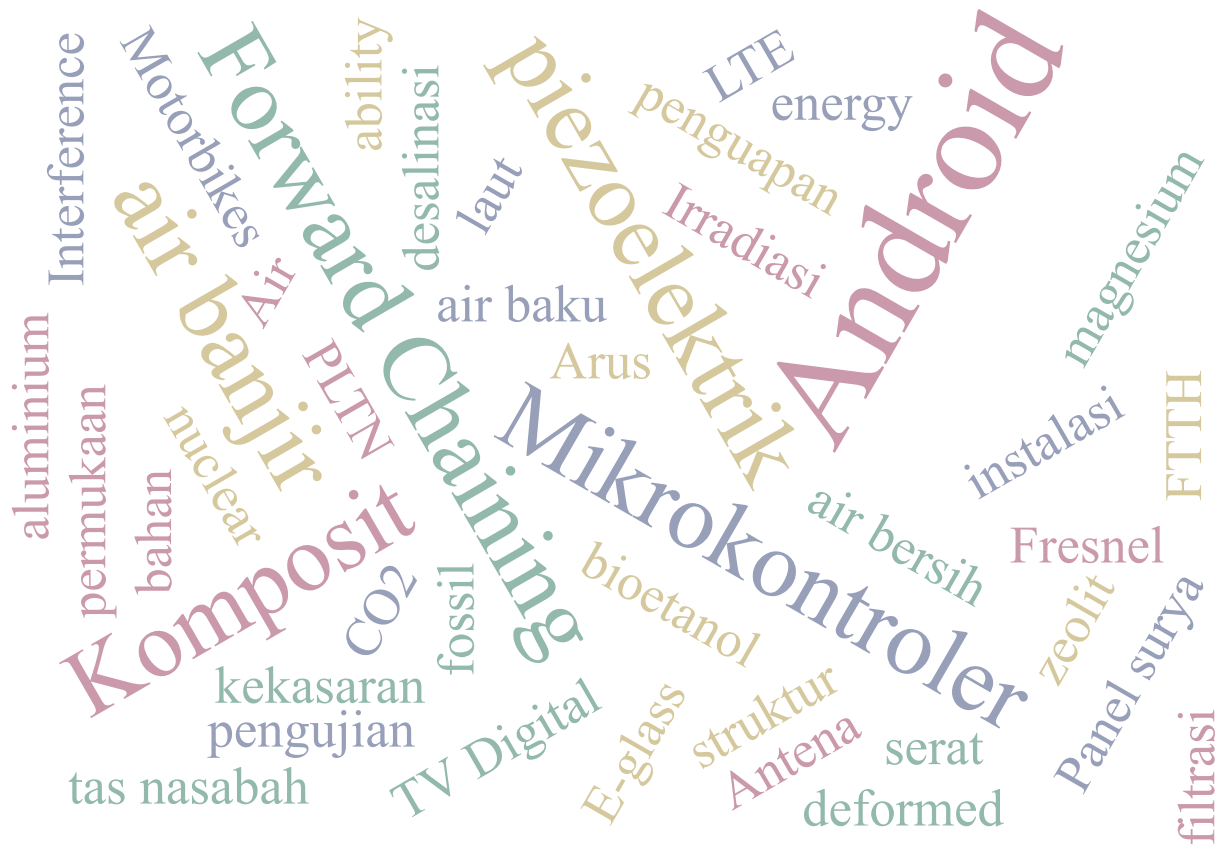 Interference
Motorbikes
Forward Chaining
ability
desalinasi
laut
piezoelektrik
LTE
energy
penguapan
Irradiasi
Android
magnesium
air banjir
Air
air baku
Arus
PLTN
aluminium
permukaan
bahan
nuclear
Komposit
Mikrokontroler
instalasi
FTTH
air bersih
Fresnel
CO2
fossil
bioetanol
zeolit
Panel surya
kekasaran
pengujian
TV Digital
E-glass
struktur
Antena
serat
tas nasabah
deformed
filtrasi